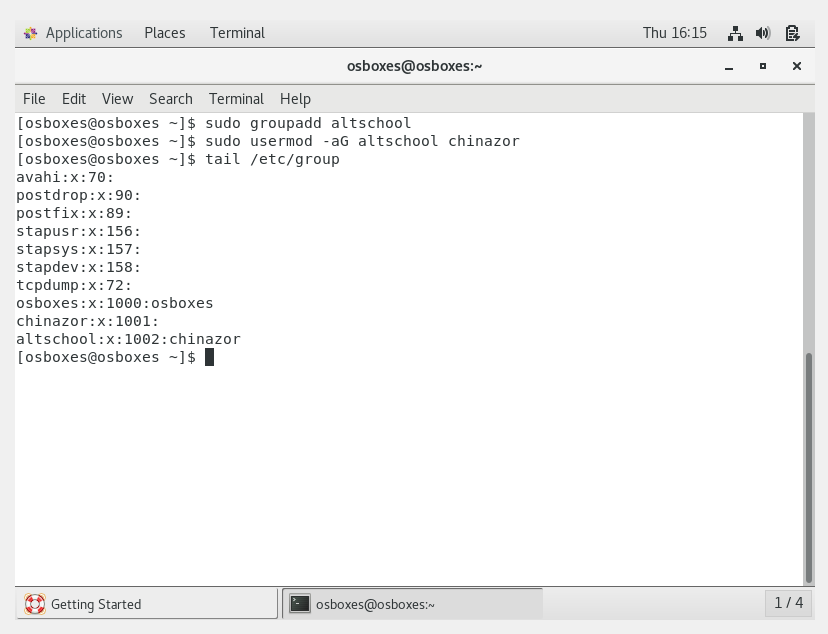 Applications Places Terminal Thu 16:15
osboxes@osboxes:~
File Edit View Search Terminal Help
[osboxes@osboxes ~]$ sudo groupadd altschool
[osboxes@osboxes ~]$ sudo usermod -aG altschool chinazor
[osboxes@osboxes ~]$ tail /etc/group
avahi:x:70:
postdrop:x:90:
postfix:x:89:
stapusr:x:156:
stapsys:x:157:
stapdev:x:158:
tcpdump:x:72:
osboxes:x:1000:osboxes
chinazor:x:1001:
altschool:x:1002:chinazor
[osboxes@osboxes ~]$
Getting Started osboxes@osboxes:~ 1 / 4